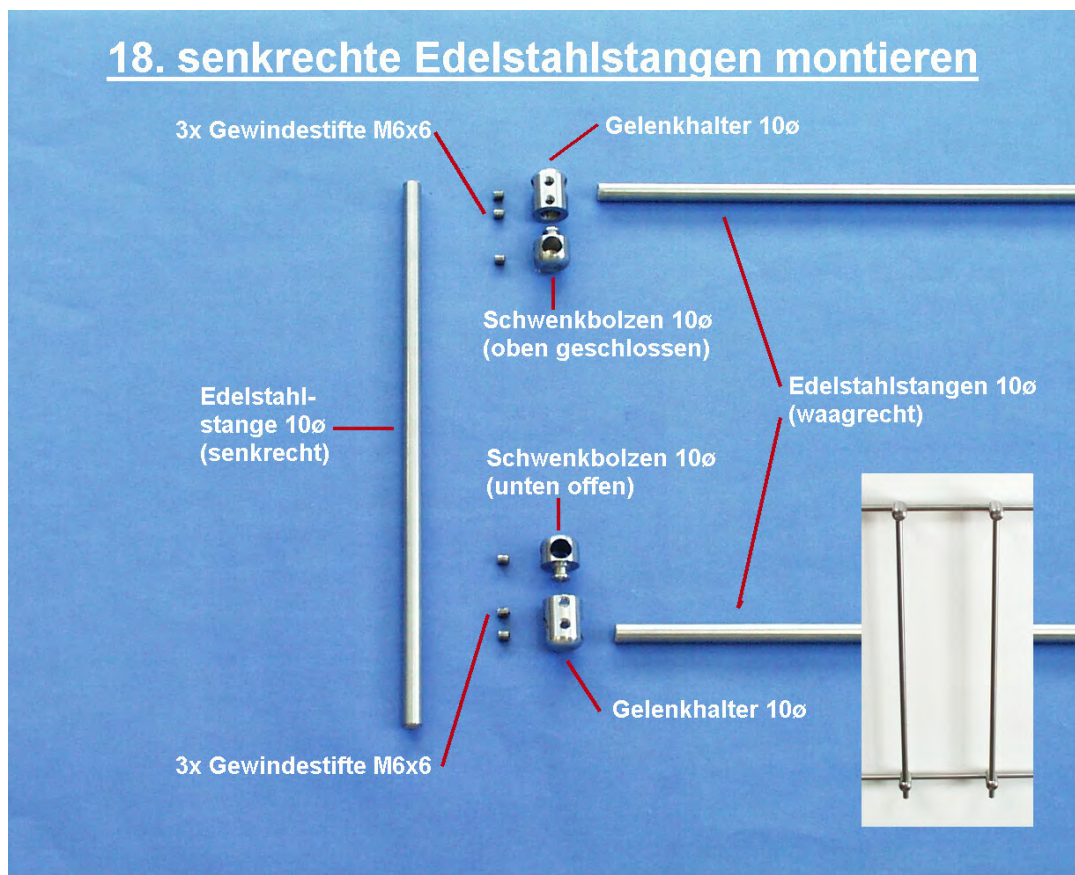 18. senkrechte Edelstahlstangen montieren
3x Gewindestifte M6x6
Gelenkhalter 10ø
Schwenkbolzen 10ø
(oben geschlossen)
Edelstahl-
stange 10ø
(senkrecht)
Edelstahlstangen 10ø
(waagrecht)
Schwenkbolzen 10ø
(unten offen)
Gelenkhalter 10ø
3x Gewindestifte M6x6